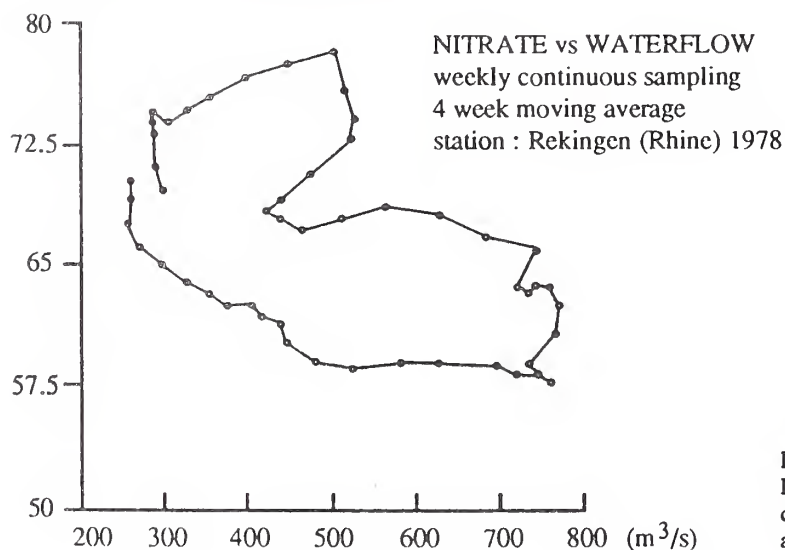 80
NITRATE vs WATERFLOW
weekly continuous sampling
4 week moving average
station : Rekingen (Rhine) 1978
72.5
65
57.5
50
200 300 400 500 600 700 800 (m³/s)